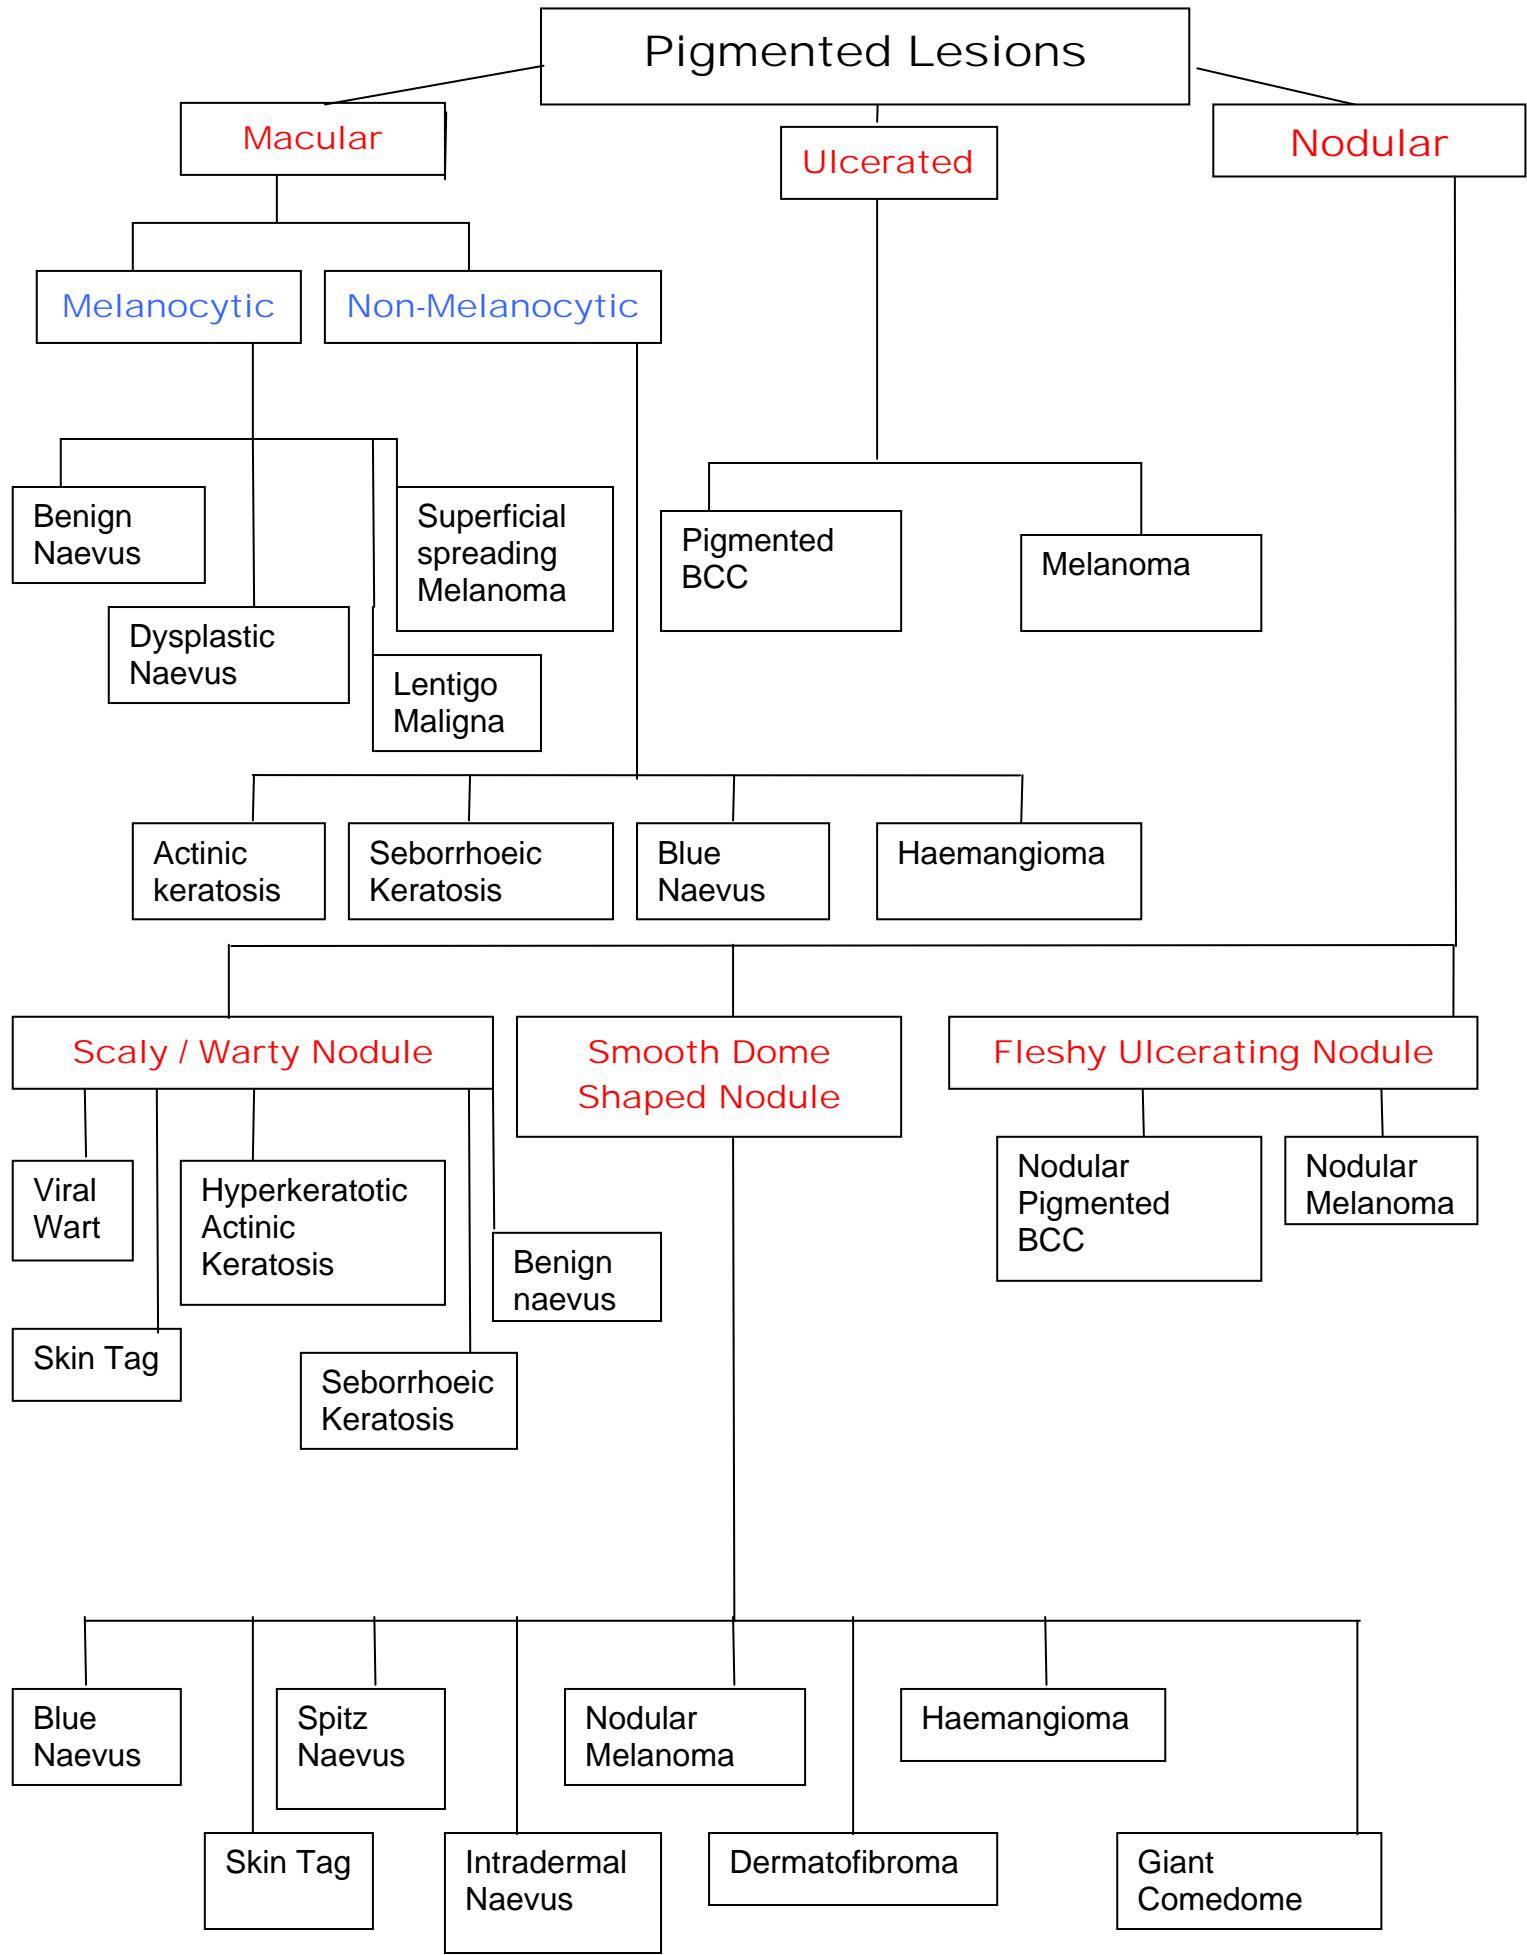 Pigmented Lesions
Macular
Ulcerated
Nodular
Melanocytic
Non-Melanocytic
Benign
Naevus
Dysplastic
Naevus
Lentigo
Maligna
Superficial
spreading
Melanoma
Pigmented
BCC
Melanoma
Actinic
keratosis
Seborrhoeic
Keratosis
Blue
Naevus
Haemangioma
Scaly / Warty Nodule
Smooth Dome
Shaped Nodule
Fleshy Ulcerating Nodule
Viral
Wart
Skin Tag
Hyperkeratotic
Actinic
Keratosis
Seborrhoeic
Keratosis
Benign
naevus
Nodular
Pigmented
BCC
Nodular
Melanoma
Blue
Naevus
Skin Tag
Spitz
Naevus
Intradermal
Naevus
Nodular
Melanoma
Dermatofibroma
Haemangioma
Giant
Comedome